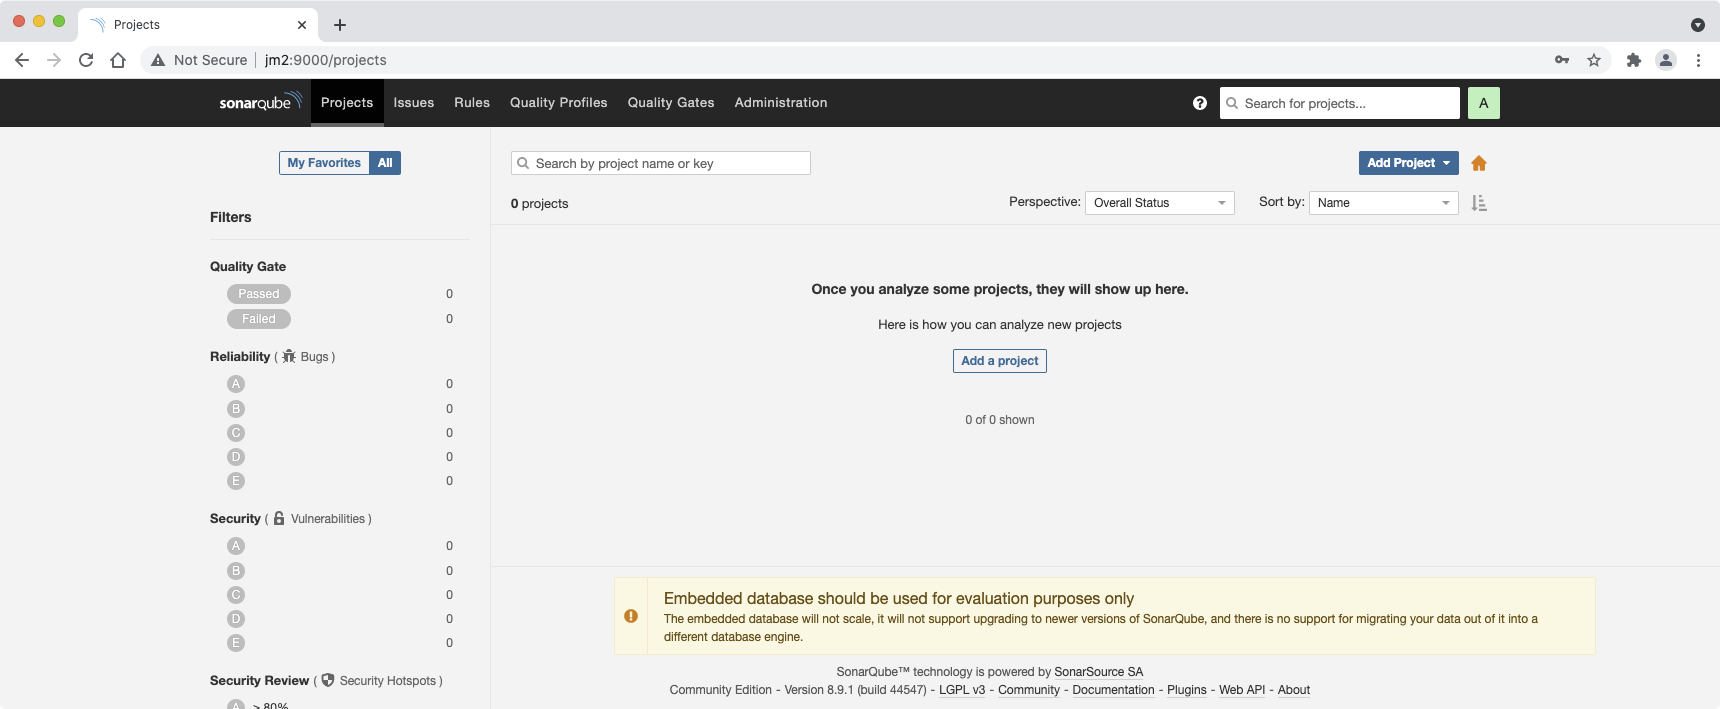 Projects
Not Secure jm2:9000/projects
sonarqube Projects Issues Rules Quality Profiles Quality Gates Administration Search for projects... A
My Favorites All
Search by project name or key
Add Project
0 projects
Perspective: Overall Status
Sort by: Name
Filters
Quality Gate
Passed 0
Failed 0
Reliability ( Bugs )
A 0
B 0
C 0
D 0
E 0
Security ( Vulnerabilities )
A 0
B 0
C 0
D 0
E 0
Security Review ( Security Hotspots )
A > 80%
Once you analyze some projects, they will show up here.
Here is how you can analyze new projects
Add a project
0 of 0 shown
Embedded database should be used for evaluation purposes only
The embedded database will not scale, it will not support upgrading to newer versions of SonarQube, and there is no support for migrating your data out of it into a
different database engine.
SonarQube™ technology is powered by SonarSource SA
Community Edition - Version 8.9.1 (build 44547) - LGPL v3 - Community - Documentation - Plugins - Web API - About